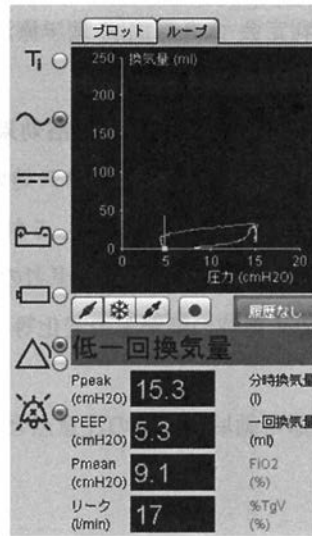 プロット ループ
Ti
250 換気量 (ml)
200
150
100
50
0
0 5 10 15 20
圧力 (cmH2O)
履歴なし
低一回換気量
Ppeak (cmH2O) 15.3 分時換気量 (l)
PEEP (cmH2O) 5.3 一回換気量 (ml)
Pmean (cmH2O) 9.1 FiO2 (%)
リーク (l/min) 17 %TgV (%)